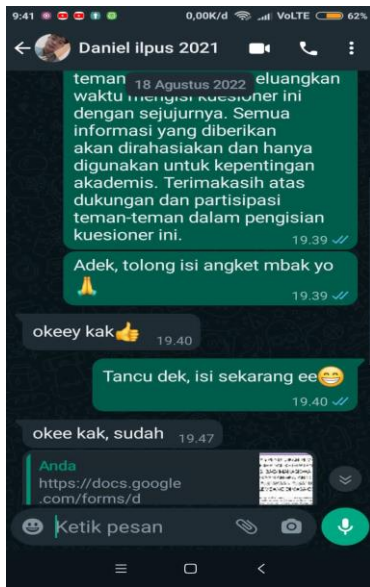 9:41 0,00K/d VoLTE 62%
Daniel ilpus 2021
18 Agustus 2022
teman eluangkan
waktu mengisi kuesioner ini
dengan sejujurnya. Semua
informasi yang diberikan
akan dirahasiakan dan hanya
digunakan untuk kepentingan
akademis. Terimakasih atas
dukungan dan partisipasi
teman-teman dalam pengisian
kuesioner ini.
19.39
Adek, tolong isi angket mbak yo
🙏
19.39
okeey kak👍 19.40
Tancu dek, isi sekarang ee😁
19.40
okee kak, sudah 19.47
Anda
https://docs.google
.com/forms/d
Ketik pesan